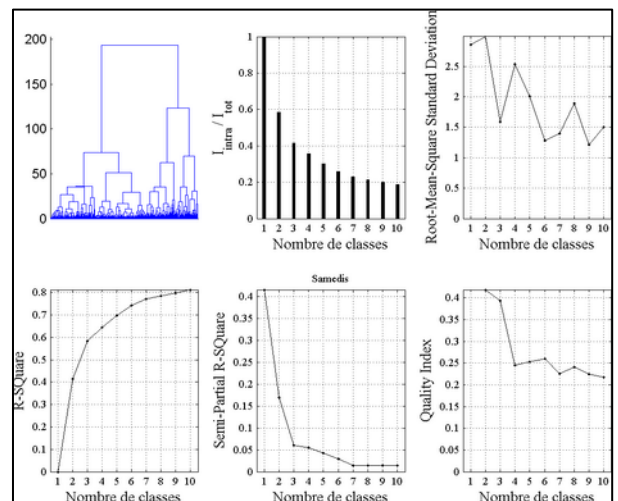 200
150
100
50
0
I_intra / I_tot
1
0.8
0.6
0.4
0.2
0
1 2 3 4 5 6 7 8 9 10
Nombre de classes
Root-Mean-Square Standard Deviation
2.5
2
1.5
1
0.5
0
1 2 3 4 5 6 7 8 9 10
Nombre de classes
R-SQuare
0.8
0.7
0.6
0.5
0.4
0.3
0.2
0.1
0
1 2 3 4 5 6 7 8 9 10
Nombre de classes
Samedis
Semi-Partial R-SQuare
0.4
0.35
0.3
0.25
0.2
0.15
0.1
0.05
0
1 2 3 4 5 6 7 8 9 10
Nombre de classes
Quality Index
0.4
0.35
0.3
0.25
0.2
0.15
0.1
0.05
0
1 2 3 4 5 6 7 8 9 10
Nombre de classes